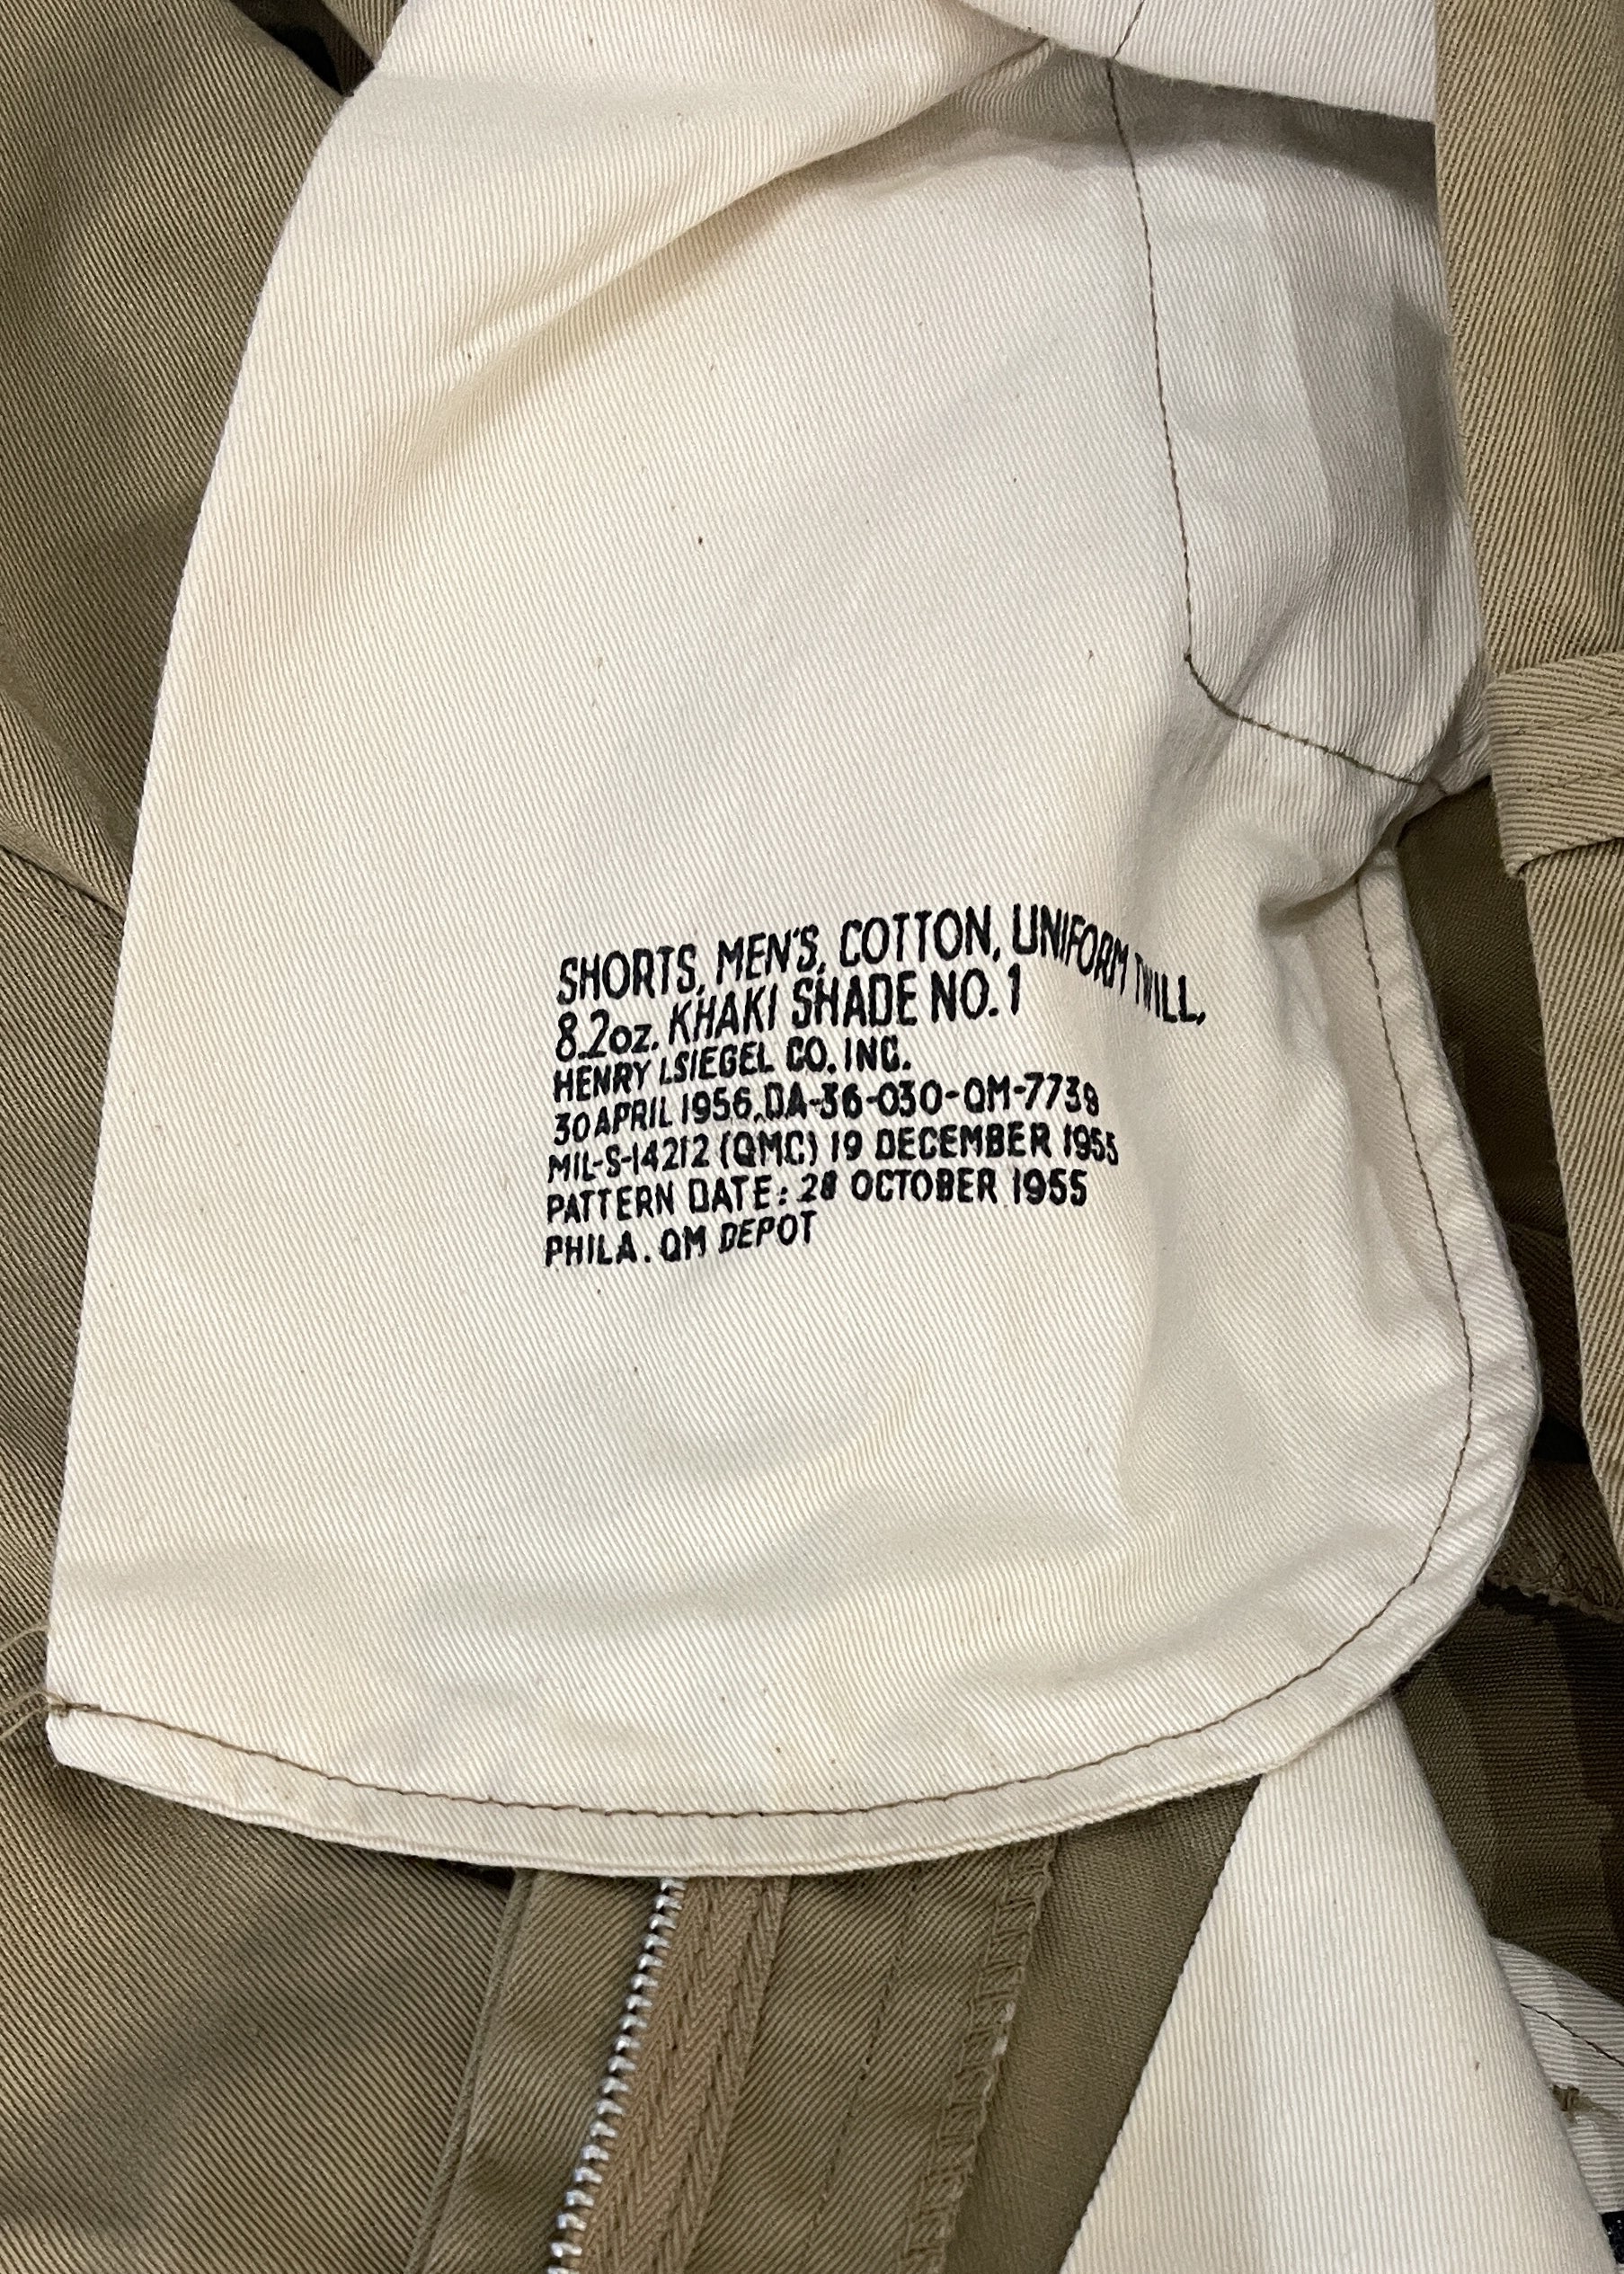 SHORTS, MEN'S, COTTON, UNIFORM TWILL,
8.2oz. KHAKI SHADE NO. 1
HENRY I.SIEGEL CO. INC.
30 APRIL 1956.DA-36-030-QM-7739
MIL-S-14212 (QMC) 19 DECEMBER 1955
PATTERN DATE: 28 OCTOBER 1955
PHILA. QM DEPOT